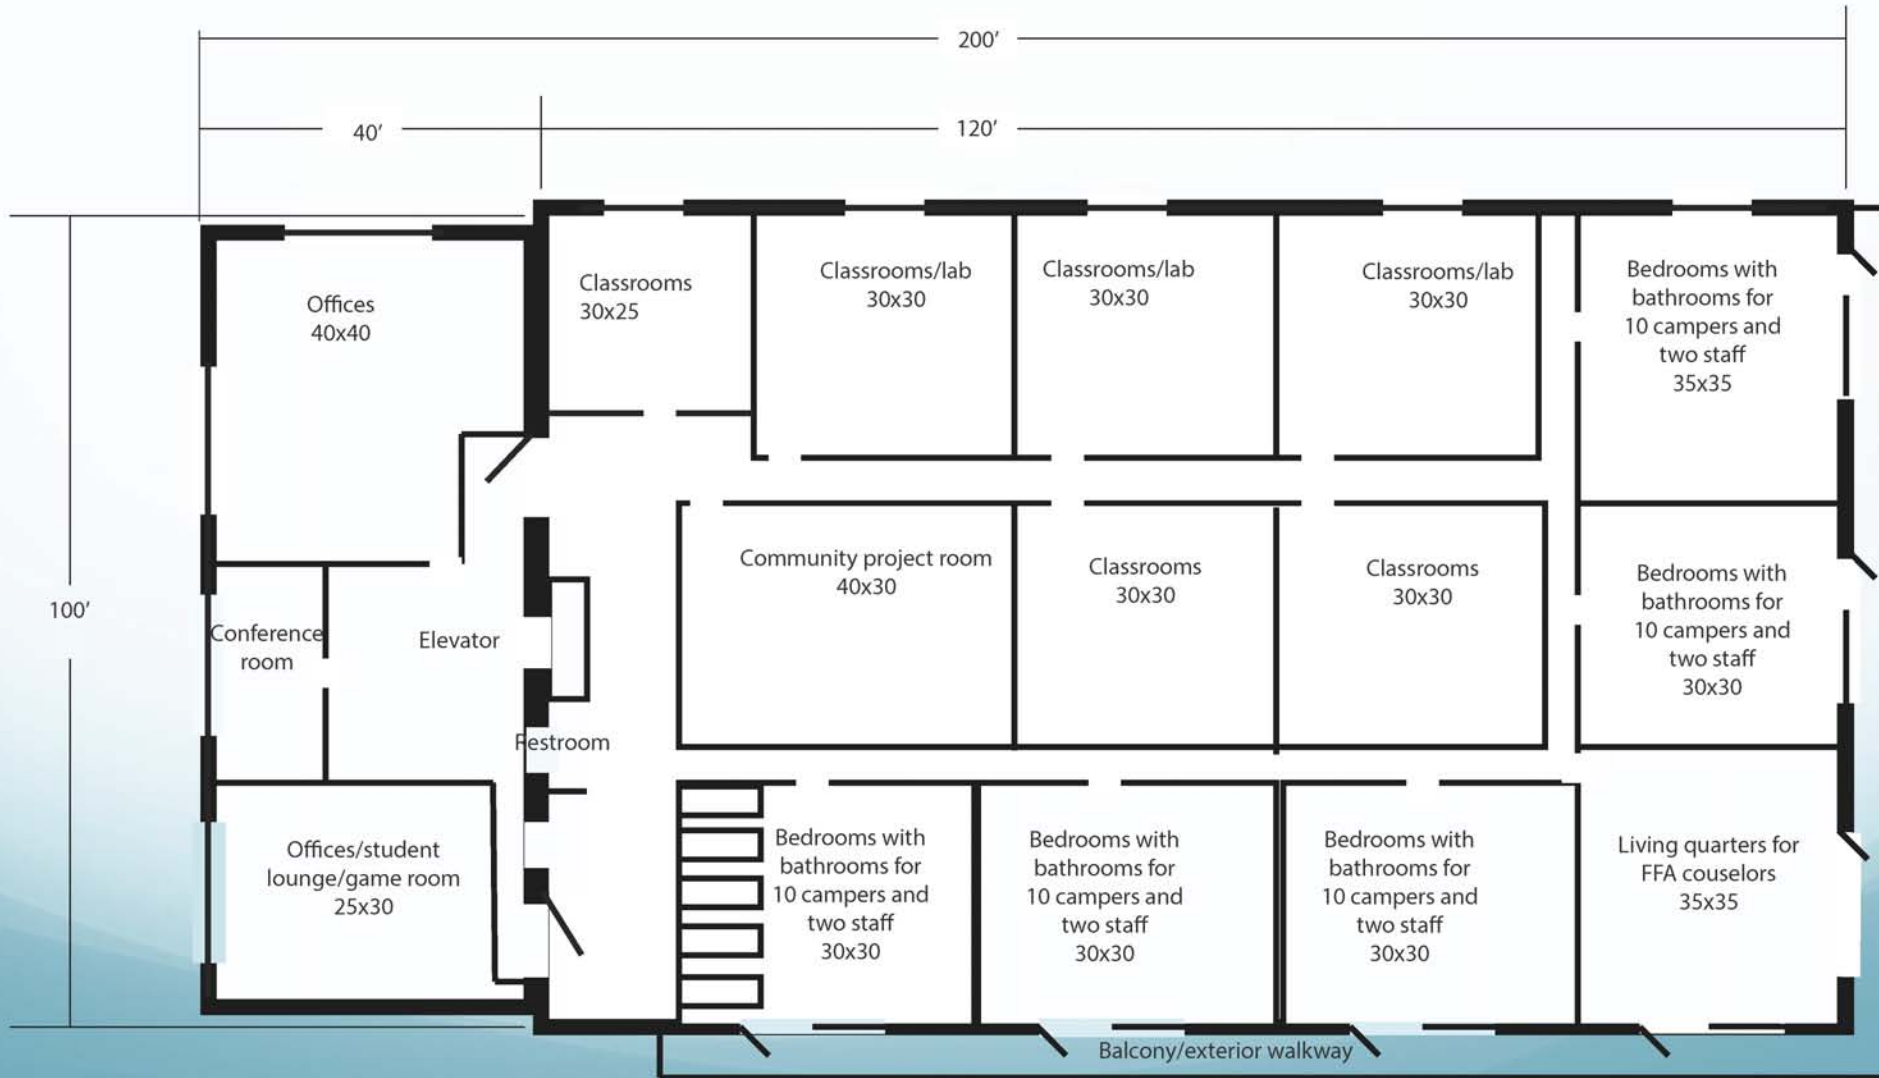 200’
40’
120’
100’
Offices
40x40
Classrooms
30x25
Classrooms/lab
30x30
Classrooms/lab
30x30
Classrooms/lab
30x30
Bedrooms with
bathrooms for
10 campers and
two staff
35x35
Conference
room
Elevator
Restroom
Community project room
40x30
Classrooms
30x30
Classrooms
30x30
Bedrooms with
bathrooms for
10 campers and
two staff
30x30
Offices/student
lounge/game room
25x30
Bedrooms with
bathrooms for
10 campers and
two staff
30x30
Bedrooms with
bathrooms for
10 campers and
two staff
30x30
Bedrooms with
bathrooms for
10 campers and
two staff
30x30
Living quarters for
FFA couselors
35x35
Balcony/exterior walkway